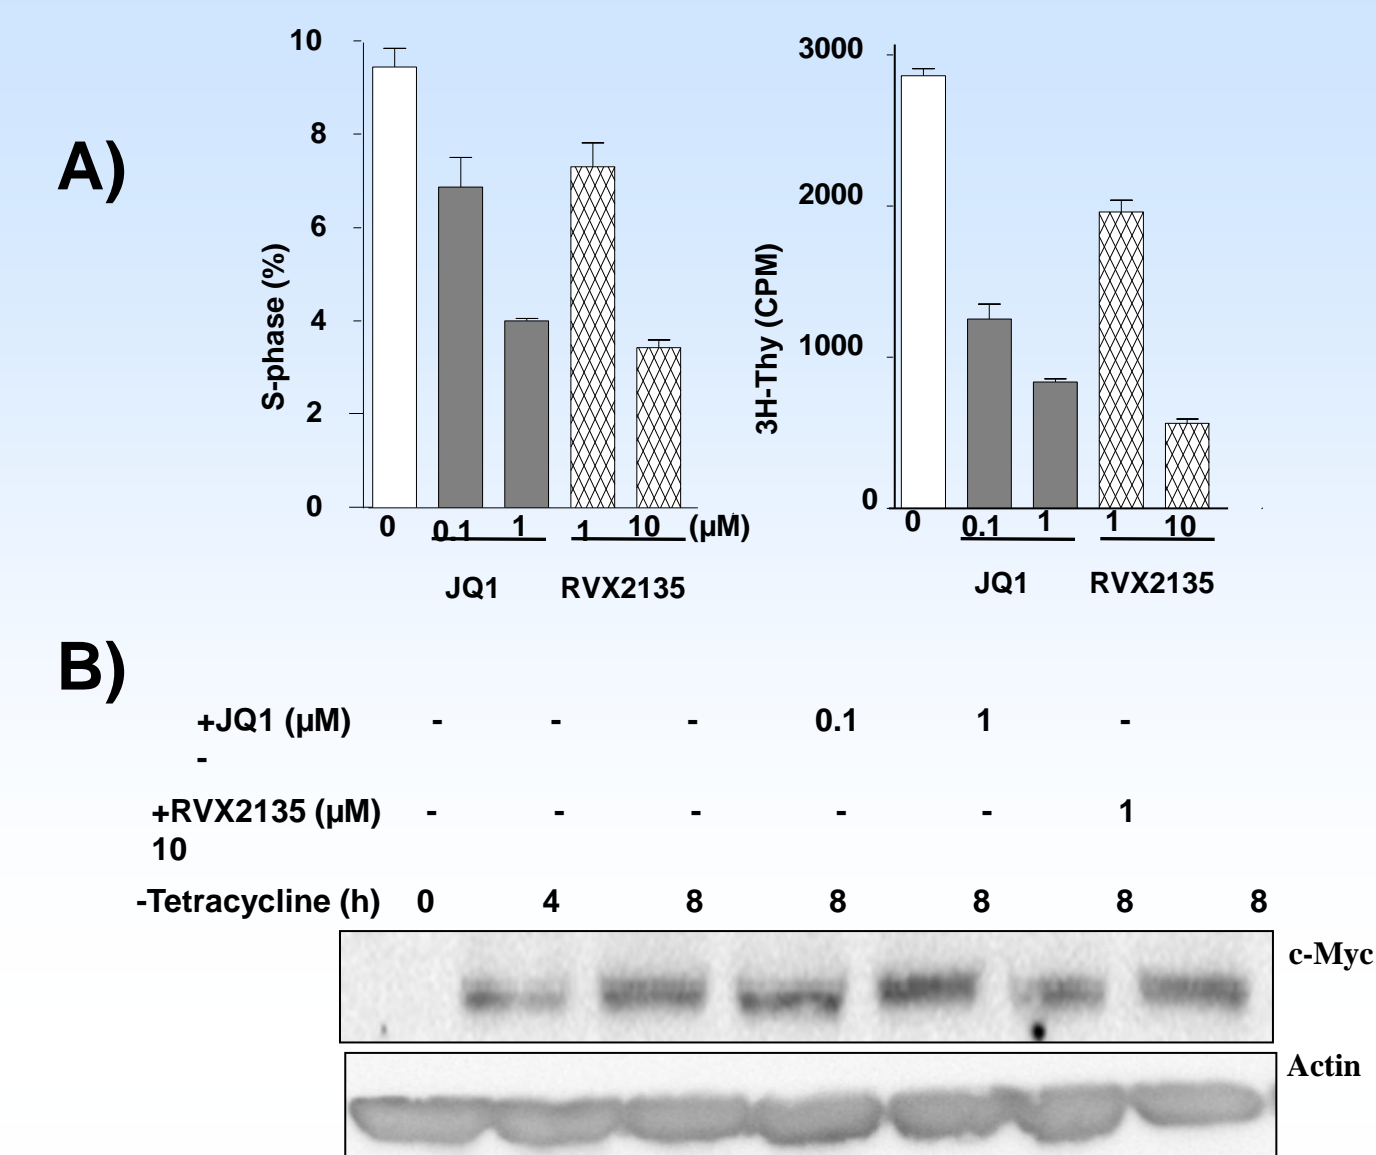 A)
10
8
6
4
2
0
S-phase (%)
0 0.1 1 1 10 (µM)
JQ1 RVX2135
3000
2000
1000
0
3H-Thy (CPM)
0 0.1 1 1 10
JQ1 RVX2135
B)
+JQ1 (µM) - - - 0.1 1 -
-
+RVX2135 (µM) - - - - - 1
10
-Tetracycline (h) 0 4 8 8 8 8 8
c-Myc
Actin